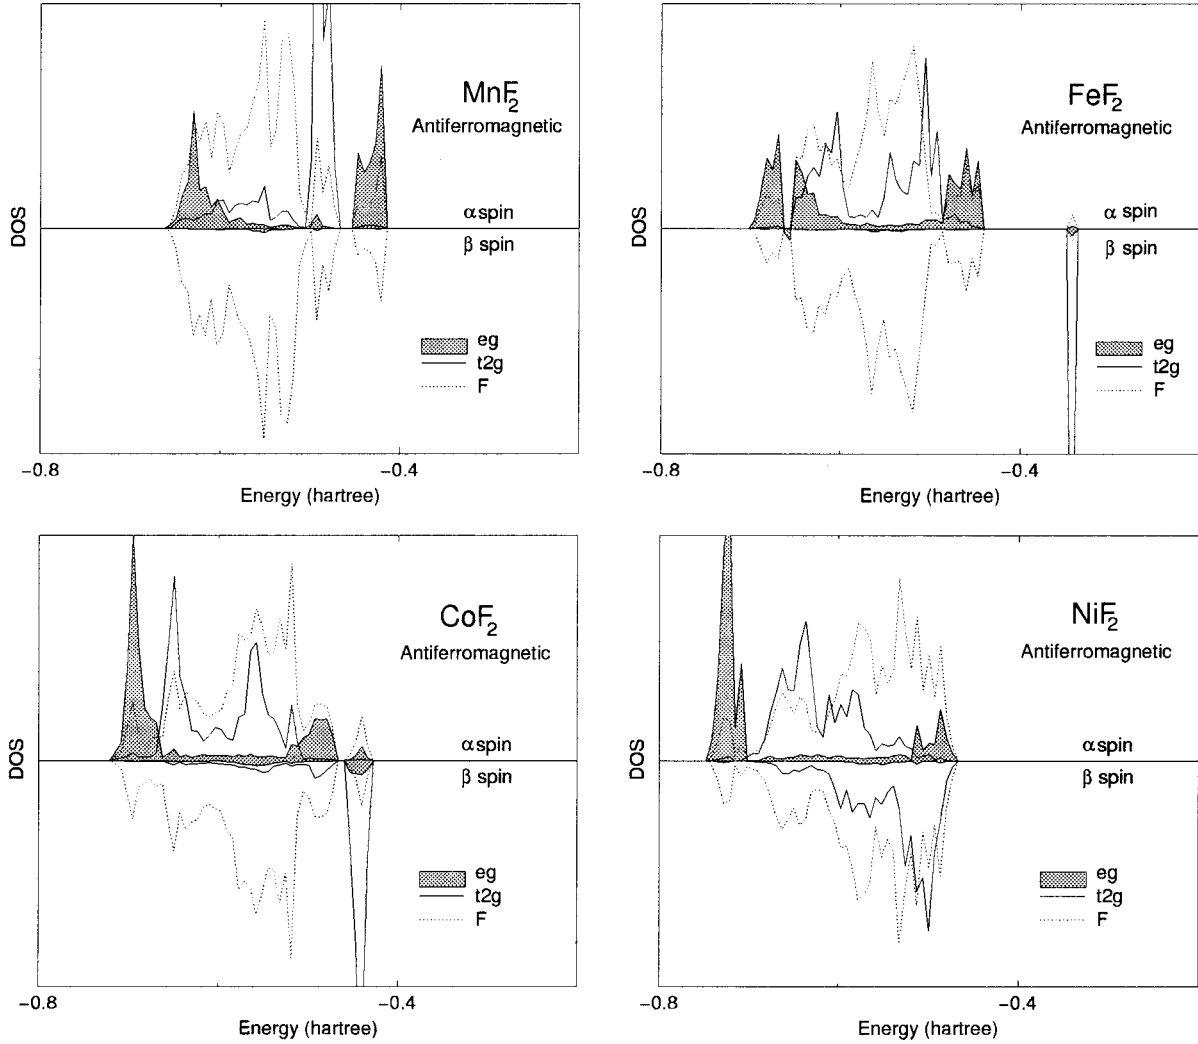 MnF2
Antiferromagnetic
DOS
α spin
β spin
eg
t2g
F
−0.8
−0.4
Energy (hartree)
FeF2
Antiferromagnetic
DOS
α spin
β spin
eg
t2g
F
−0.8
−0.4
Energy (hartree)
CoF2
Antiferromagnetic
DOS
α spin
β spin
eg
t2g
F
−0.8
−0.4
Energy (hartree)
NiF2
Antiferromagnetic
DOS
α spin
β spin
eg
t2g
F
−0.8
−0.4
Energy (hartree)